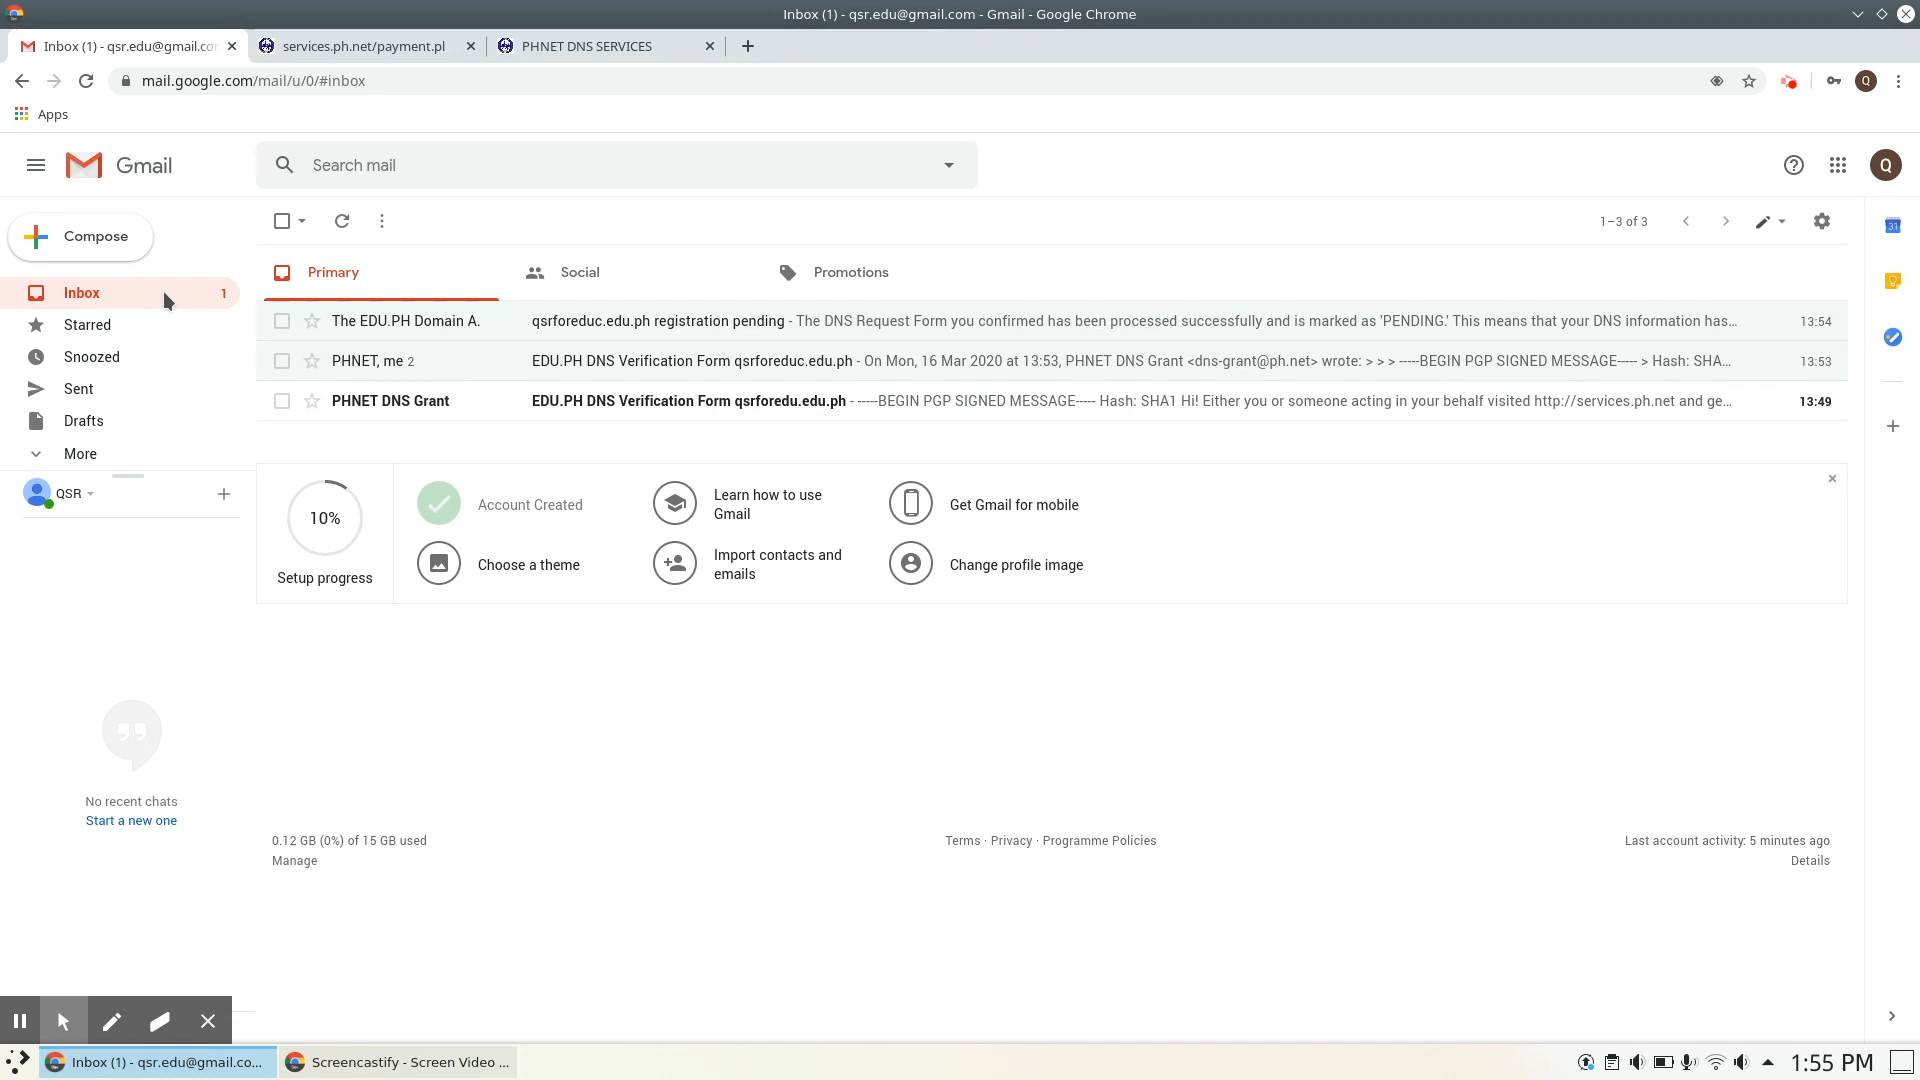 Inbox (1) - qsr.edu@gmail.com - Gmail - Google Chrome
Inbox (1) - qsr.edu@gmail.com
services.ph.net/payment.pl
PHNET DNS SERVICES
mail.google.com/mail/u/0/#inbox
Q
Apps
Gmail
Search mail
Q
Compose
1–3 of 3
31
Primary
Social
Promotions
Inbox
1
Starred
Snoozed
Sent
Drafts
More
QSR
The EDU.PH Domain A.
qsrforeduc.edu.ph registration pending - The DNS Request Form you confirmed has been processed successfully and is marked as 'PENDING.' This means that your DNS information has...
13:54
PHNET, me 2
EDU.PH DNS Verification Form qsrforeduc.edu.ph - On Mon, 16 Mar 2020 at 13:53, PHNET DNS Grant <dns-grant@ph.net> wrote: > > > -----BEGIN PGP SIGNED MESSAGE----- > Hash: SHA...
13:53
PHNET DNS Grant
EDU.PH DNS Verification Form qsrforedu.edu.ph - -----BEGIN PGP SIGNED MESSAGE----- Hash: SHA1 Hi! Either you or someone acting in your behalf visited http://services.ph.net and ge...
13:49
10%
Setup progress
Account Created
Learn how to use
Gmail
Get Gmail for mobile
Choose a theme
Import contacts and
emails
Change profile image
No recent chats
Start a new one
0.12 GB (0%) of 15 GB used
Manage
Terms · Privacy · Programme Policies
Last account activity: 5 minutes ago
Details
Inbox (1) - qsr.edu@gmail.co...
Screencastify - Screen Video ...
1:55 PM